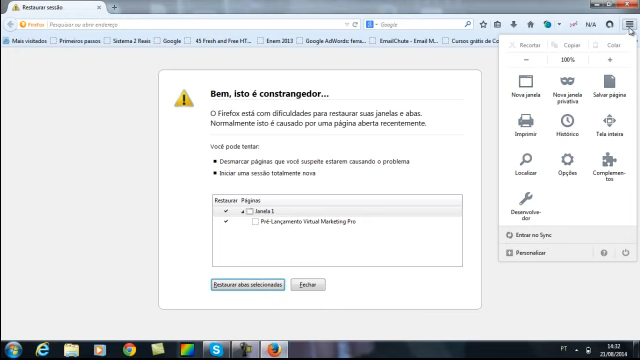 Restaurar sessão
Firefox
Pesquisar ou abrir endereço
Google
N/A
Mais visitados
Primeiros passos
Sistema 2 Reais
Google
45 Fresh and Free HT...
Enem 2013
Google AdWords: ferra...
EmailChute : Email Mar...
Cursos grátis de Co
Recortar
Copiar
Colar
100%
Nova janela
Nova janela
privativa
Salvar página
Imprimir
Histórico
Tela inteira
Localizar
Opções
Complemen-
tos
Desenvolve-
dor
Entrar no Sync
Personalizar
Bem, isto é constrangedor...
O Firefox está com dificuldades para restaurar suas janelas e abas.
Normalmente isto é causado por uma página aberta recentemente.
Você pode tentar:
Desmarcar páginas que você suspeite estarem causando o problema
Iniciar uma sessão totalmente nova
Restaurar Páginas
Janela 1
Pré-Lançamento Virtual Marketing Pro
Restaurar abas selecionadas
Fechar
PT
14:32
21/08/2014